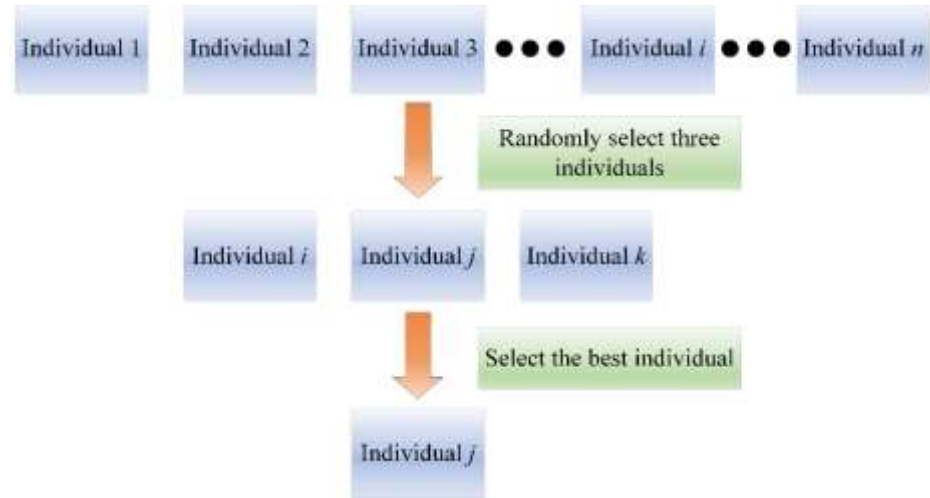 Individual 1 Individual 2 Individual 3 ●●● Individual i ●●● Individual n
Randomly select three
individuals
Individual i Individual j Individual k
Select the best individual
Individual j